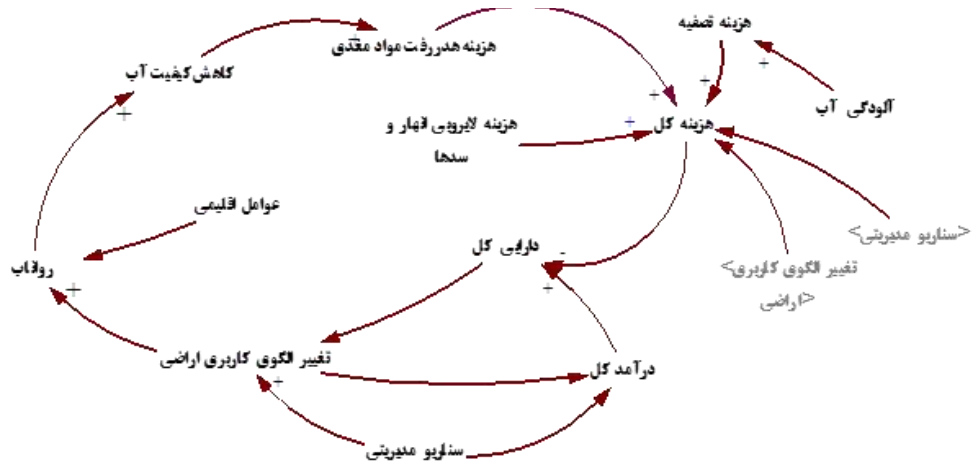 هزینه تصفیه
هزینه هدررفت مواد مغذی
کاهش کیفیت آب
آلودگی آب
هزینه کل
هزینه لایروبی انهار و
سدها
عوامل اقلیمی
<سناریو مدیریتی>
دارایی کل
رواناب
<تغییر الگوی کاربری
اراضی>
تغییر الگوی کاربری اراضی
درآمد کل
سناریو مدیریتی